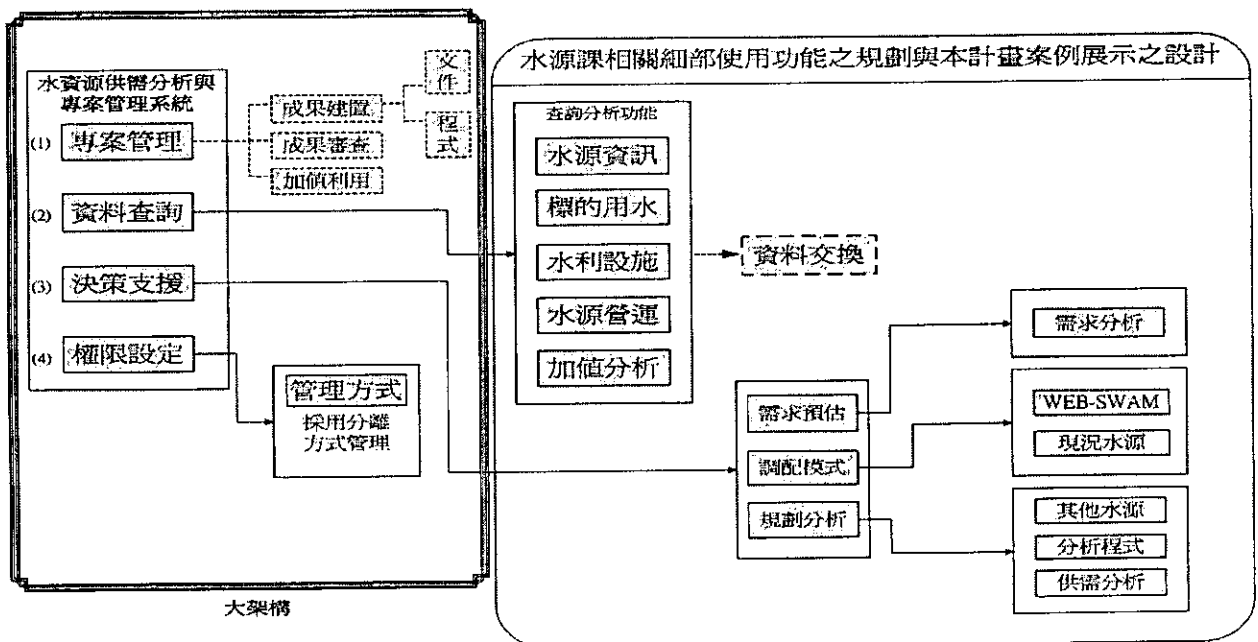 水資源供需分析與
專案管理系統
(1) 專案管理
(2) 資料查詢
(3) 決策支援
(4) 權限設定
成果建置
成果審查
加值利用
文件
程式
管理方式
採用分離
方式管理
大架構
水源課相關細部使用功能之規劃與本計畫案例展示之設計
查詢分析功能
水源資訊
標的用水
水利設施
水源營運
加值分析
資料交換
需求預估
調配模式
規劃分析
需求分析
WEB-SWAM
現況水源
其他水源
分析程式
供需分析